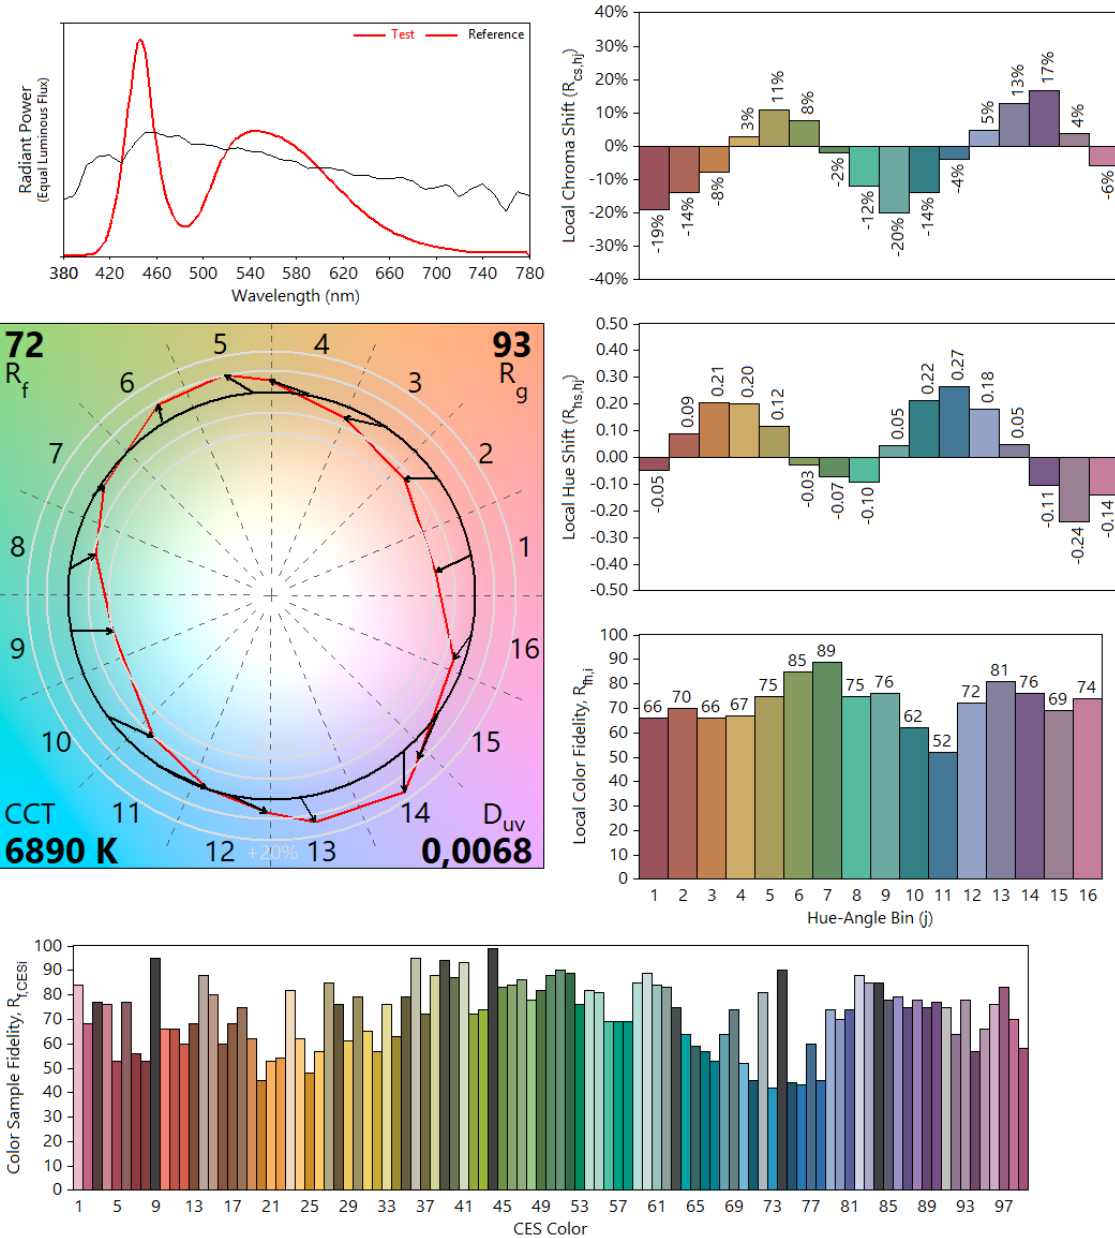 Test
Reference
Radiant Power
(Equal Luminous Flux)
380 420 460 500 540 580 620 660 700 740 780
Wavelength (nm)
Local Chroma Shift (Rcs,hj)
40%
30%
20%
10%
0%
-10%
-20%
-30%
-40%
-19% -14% -8% 3% 11% 8% -2% -12% -20% -14% -4% 5% 13% 17% 4% -6%
72
Rf
93
Rg
CCT
6890 K
Duv
0,0068
1 2 3 4 5 6 7 8 9 10 11 12 13 14 15 16
+20%
Local Hue Shift (Rhs,hj)
0.50
0.40
0.30
0.20
0.10
0.00
-0.10
-0.20
-0.30
-0.40
-0.50
-0.05 0.09 0.21 0.20 0.12 -0.03 -0.07 -0.10 0.05 0.22 0.27 0.18 0.05 -0.11 -0.24 -0.14
Local Color Fidelity, Rfh,i
100
90
80
70
60
50
40
30
20
10
0
66 70 66 67 75 85 89 75 76 62 52 72 81 76 69 74
1 2 3 4 5 6 7 8 9 10 11 12 13 14 15 16
Hue-Angle Bin (j)
Color Sample Fidelity, Rf,CESi
100
90
80
70
60
50
40
30
20
10
0
1 5 9 13 17 21 25 29 33 37 41 45 49 53 57 61 65 69 73 77 81 85 89 93 97
CES Color